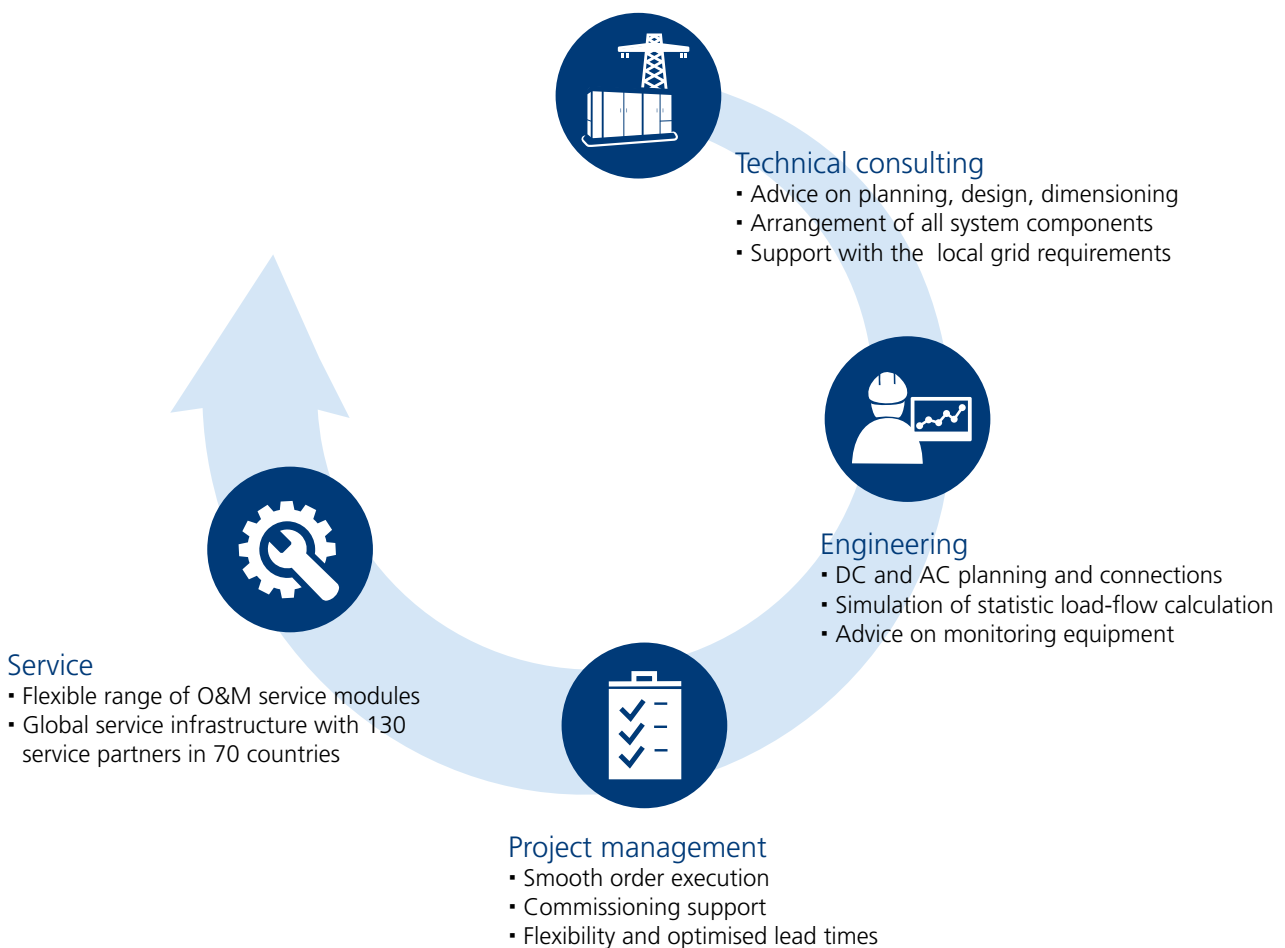 Technical consulting
▪ Advice on planning, design, dimensioning
▪ Arrangement of all system components
▪ Support with the  local grid requirements
Engineering
▪ DC and AC planning and connections
▪ Simulation of statistic load-flow calculation
▪ Advice on monitoring equipment
Project management
▪ Smooth order execution
▪ Commissioning support
▪ Flexibility and optimised lead times
Service
▪ Flexible range of O&M service modules
▪ Global service infrastructure with 130
service partners in 70 countries